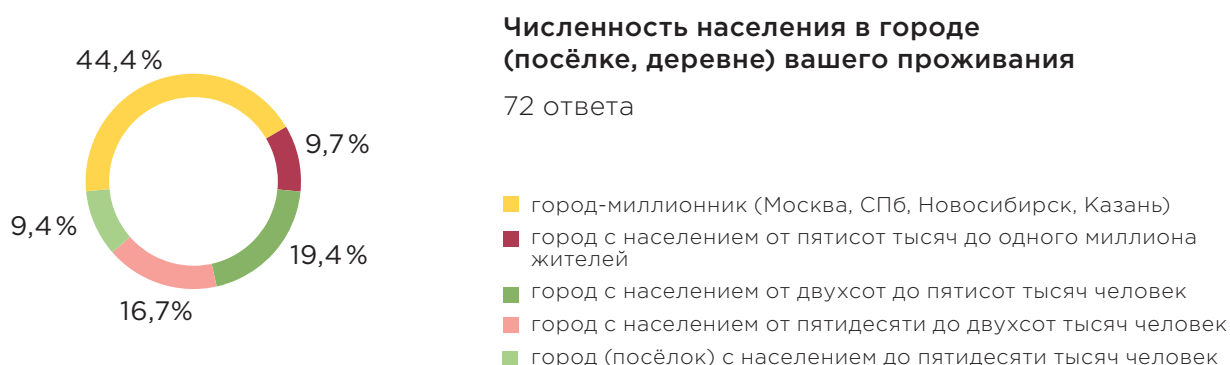 44,4 %
9,7 %
9,4 %
19,4 %
16,7%
Численность населения в городе
(посёлке, деревне) вашего проживания
72 ответа
город-миллионник (Москва, СПб, Новосибирск, Казань)
город с населением от пятисот тысяч до одного миллиона
жителей
город с населением от двухсот до пятисот тысяч человек
город с населением от пятидесяти до двухсот тысяч человек
город (посёлок) с населением до пятидесяти тысяч человек